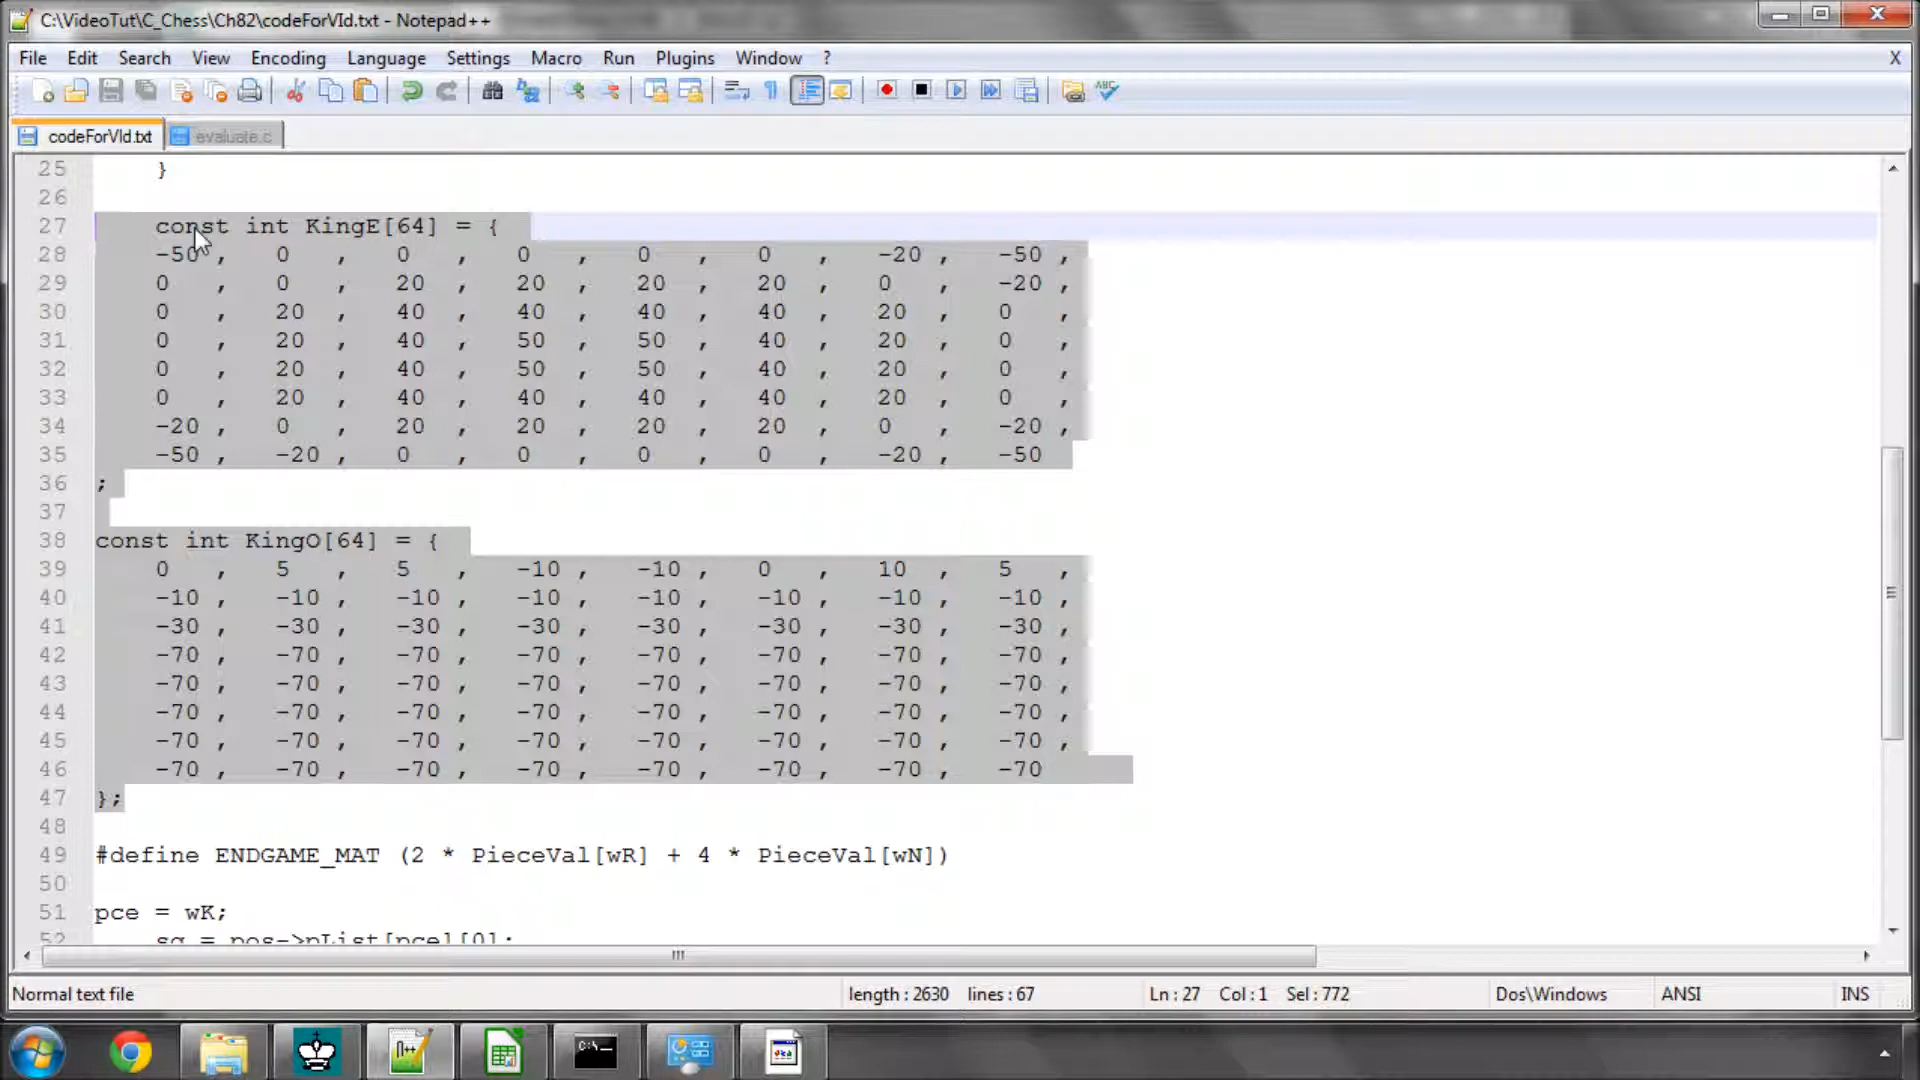 C:\VideoTut\C_Chess\Ch82\codeForVId.txt - Notepad++
File Edit Search View Encoding Language Settings Macro Run Plugins Window ? X
codeForVId.txt evaluate.c
25 }
26
27 const int KingE[64] = {
28 -50 , 0 , 0 , 0 , 0 , 0 , -20 , -50 ,
29 0 , 0 , 20 , 20 , 20 , 20 , 0 , -20 ,
30 0 , 20 , 40 , 40 , 40 , 40 , 20 , 0 ,
31 0 , 20 , 40 , 50 , 50 , 40 , 20 , 0 ,
32 0 , 20 , 40 , 50 , 50 , 40 , 20 , 0 ,
33 0 , 20 , 40 , 40 , 40 , 40 , 20 , 0 ,
34 -20 , 0 , 20 , 20 , 20 , 20 , 0 , -20 ,
35 -50 , -20 , 0 , 0 , 0 , 0 , -20 , -50
36 ;
37
38 const int KingO[64] = {
39 0 , 5 , 5 , -10 , -10 , 0 , 10 , 5 ,
40 -10 , -10 , -10 , -10 , -10 , -10 , -10 , -10 ,
41 -30 , -30 , -30 , -30 , -30 , -30 , -30 , -30 ,
42 -70 , -70 , -70 , -70 , -70 , -70 , -70 , -70 ,
43 -70 , -70 , -70 , -70 , -70 , -70 , -70 , -70 ,
44 -70 , -70 , -70 , -70 , -70 , -70 , -70 , -70 ,
45 -70 , -70 , -70 , -70 , -70 , -70 , -70 , -70 ,
46 -70 , -70 , -70 , -70 , -70 , -70 , -70 , -70
47 };
48
49 #define ENDGAME_MAT (2 * PieceVal[wR] + 4 * PieceVal[wN])
50
51 pce = wK;
52 sq = pos->pList[pce][0];
Normal text file length : 2630 lines : 67 Ln : 27 Col : 1 Sel : 772 Dos\Windows ANSI INS